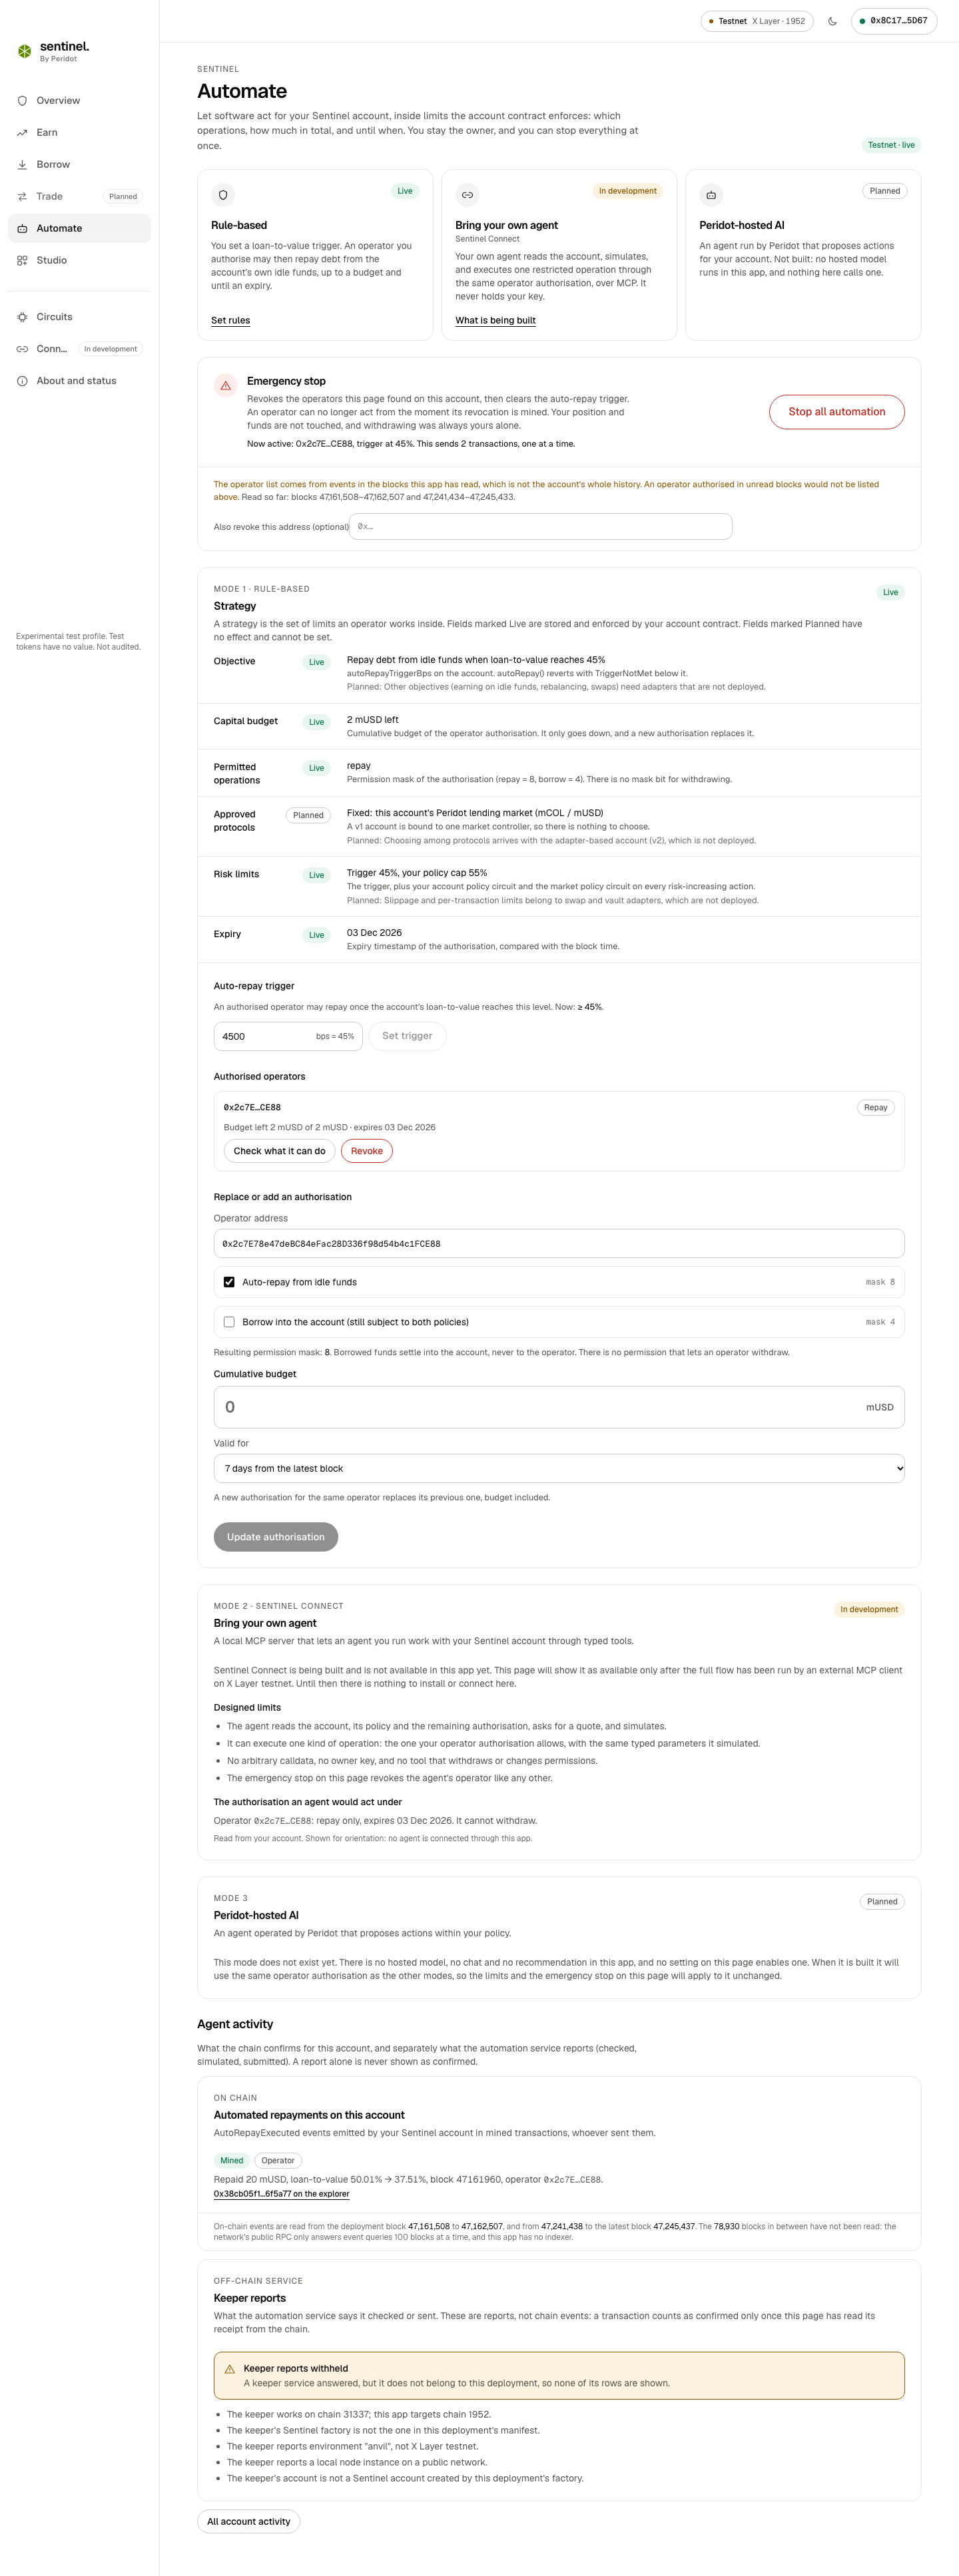 sentinel.
By Peridot
Overview
Earn
Borrow
Trade Planned
Automate
Studio
Circuits
Conn... In development
About and status
Experimental test profile. Test
tokens have no value. Not audited.
Testnet X Layer · 1952
0x8C17…5D67
SENTINEL
Automate
Let software act for your Sentinel account, inside limits the account contract enforces: which
operations, how much in total, and until when. You stay the owner, and you can stop everything at
once.
Testnet · live
Live
Rule-based
You set a loan-to-value trigger. An operator you
authorise may then repay debt from the
account's own idle funds, up to a budget and
until an expiry.
Set rules
In development
Bring your own agent
Sentinel Connect
Your own agent reads the account, simulates,
and executes one restricted operation through
the same operator authorisation, over MCP. It
never holds your key.
What is being built
Planned
Peridot-hosted AI
An agent run by Peridot that proposes actions
for your account. Not built: no hosted model
runs in this app, and nothing here calls one.
Emergency stop
Revokes the operators this page found on this account, then clears the auto-repay trigger.
An operator can no longer act from the moment its revocation is mined. Your position and
funds are not touched, and withdrawing was always yours alone.
Now active: 0x2c7E…CE88, trigger at 45%. This sends 2 transactions, one at a time.
Stop all automation
The operator list comes from events in the blocks this app has read, which is not the account's whole history. An operator authorised in unread blocks would not be listed
above. Read so far: blocks 47,161,508–47,162,507 and 47,241,434–47,245,433.
Also revoke this address (optional) 0x…
MODE 1 · RULE-BASED
Live
Strategy
A strategy is the set of limits an operator works inside. Fields marked Live are stored and enforced by your account contract. Fields marked Planned have
no effect and cannot be set.
Objective Live Repay debt from idle funds when loan-to-value reaches 45%
autoRepayTriggerBps on the account. autoRepay() reverts with TriggerNotMet below it.
Planned: Other objectives (earning on idle funds, rebalancing, swaps) need adapters that are not deployed.
Capital budget Live 2 mUSD left
Cumulative budget of the operator authorisation. It only goes down, and a new authorisation replaces it.
Permitted
operations
Live
repay
Permission mask of the authorisation (repay = 8, borrow = 4). There is no mask bit for withdrawing.
Approved
protocols
Planned
Fixed: this account's Peridot lending market (mCOL / mUSD)
A v1 account is bound to one market controller, so there is nothing to choose.
Planned: Choosing among protocols arrives with the adapter-based account (v2), which is not deployed.
Risk limits Live Trigger 45%, your policy cap 55%
The trigger, plus your account policy circuit and the market policy circuit on every risk-increasing action.
Planned: Slippage and per-transaction limits belong to swap and vault adapters, which are not deployed.
Expiry Live 03 Dec 2026
Expiry timestamp of the authorisation, compared with the block time.
Auto-repay trigger
An authorised operator may repay once the account's loan-to-value reaches this level. Now: ≥ 45%.
4500 bps = 45% Set trigger
Authorised operators
0x2c7E…CE88 Repay
Budget left 2 mUSD of 2 mUSD · expires 03 Dec 2026
Check what it can do Revoke
Replace or add an authorisation
Operator address
0x2c7E78e47deBC84eFac28D336f98d54b4c1FCE88
Auto-repay from idle funds mask 8
Borrow into the account (still subject to both policies) mask 4
Resulting permission mask: 8. Borrowed funds settle into the account, never to the operator. There is no permission that lets an operator withdraw.
Cumulative budget
0 mUSD
Valid for
7 days from the latest block
A new authorisation for the same operator replaces its previous one, budget included.
Update authorisation
MODE 2 · SENTINEL CONNECT
In development
Bring your own agent
A local MCP server that lets an agent you run work with your Sentinel account through typed tools.
Sentinel Connect is being built and is not available in this app yet. This page will show it as available only after the full flow has been run by an external MCP client
on X Layer testnet. Until then there is nothing to install or connect here.
Designed limits
• The agent reads the account, its policy and the remaining authorisation, asks for a quote, and simulates.
• It can execute one kind of operation: the one your operator authorisation allows, with the same typed parameters it simulated.
• No arbitrary calldata, no owner key, and no tool that withdraws or changes permissions.
• The emergency stop on this page revokes the agent's operator like any other.
The authorisation an agent would act under
Operator 0x2c7E…CE88: repay only, expires 03 Dec 2026. It cannot withdraw.
Read from your account. Shown for orientation: no agent is connected through this app.
MODE 3
Planned
Peridot-hosted AI
An agent operated by Peridot that proposes actions within your policy.
This mode does not exist yet. There is no hosted model, no chat and no recommendation in this app, and no setting on this page enables one. When it is built it will
use the same operator authorisation as the other modes, so the limits and the emergency stop on this page will apply to it unchanged.
Agent activity
What the chain confirms for this account, and separately what the automation service reports (checked,
simulated, submitted). A report alone is never shown as confirmed.
ON CHAIN
Automated repayments on this account
AutoRepayExecuted events emitted by your Sentinel account in mined transactions, whoever sent them.
Mined Operator
Repaid 20 mUSD, loan-to-value 50.01% → 37.51%, block 47161960, operator 0x2c7E…CE88.
0x38cb05f1…6f5a77 on the explorer
On-chain events are read from the deployment block 47,161,508 to 47,162,507, and from 47,241,438 to the latest block 47,245,437. The 78,930 blocks in between have not been read: the
network's public RPC only answers event queries 100 blocks at a time, and this app has no indexer.
OFF-CHAIN SERVICE
Keeper reports
What the automation service says it checked or sent. These are reports, not chain events: a transaction counts as confirmed only once this page has read its
receipt from the chain.
Keeper reports withheld
A keeper service answered, but it does not belong to this deployment, so none of its rows are shown.
• The keeper works on chain 31337; this app targets chain 1952.
• The keeper's Sentinel factory is not the one in this deployment's manifest.
• The keeper reports environment "anvil", not X Layer testnet.
• The keeper reports a local node instance on a public network.
• The keeper's account is not a Sentinel account created by this deployment's factory.
All account activity